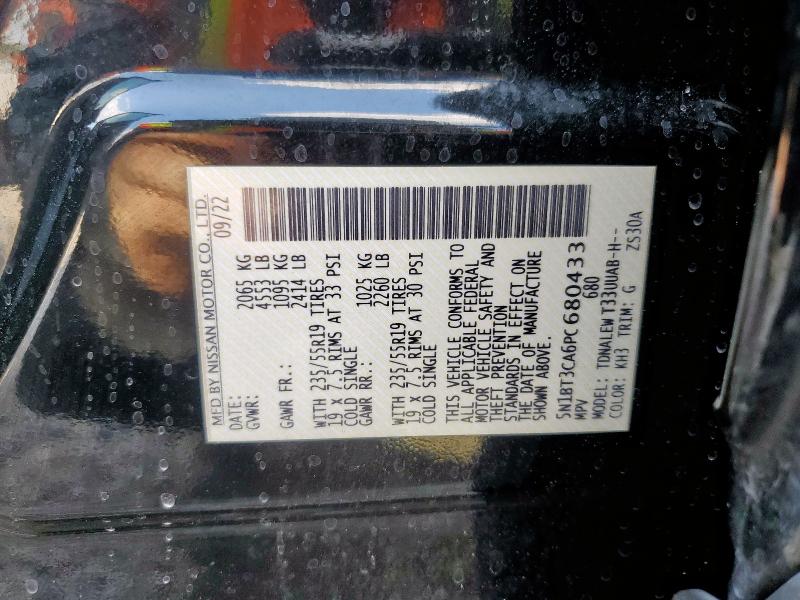 MFD BY NISSAN MOTOR CO., LTD.
DATE: 09/22
GVWR: 2065 KG
4553 LB
GAWR FR.: 1095 KG
2414 LB
WITH 235/55R19 TIRES
19 X 7.5 RIMS AT 33 PSI
COLD SINGLE
GAWR RR.: 1025 KG
2260 LB
WITH 235/55R19 TIRES
19 X 7.5 RIMS AT 30 PSI
COLD SINGLE
THIS VEHICLE CONFORMS TO
ALL APPLICABLE FEDERAL
MOTOR VEHICLE SAFETY AND
THEFT PREVENTION
STANDARDS IN EFFECT ON
THE DATE OF MANUFACTURE
SHOWN ABOVE.
5N1BT3CA6PC680433
MPV 680
MODEL: TDNALEW T33UUAB-H--
COLOR: KH3 TRIM: G ZS30A